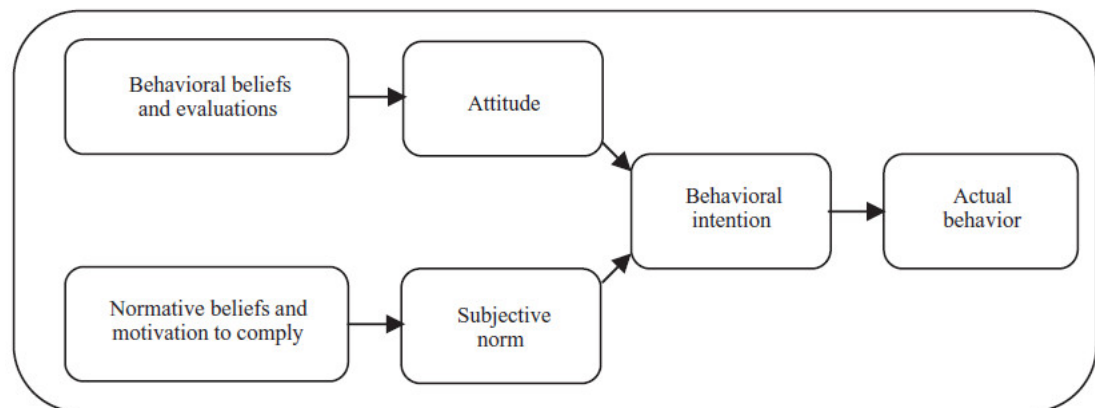 Behavioral beliefs
and evaluations
Attitude
Behavioral
intention
Actual
behavior
Normative beliefs and
motivation to comply
Subjective
norm